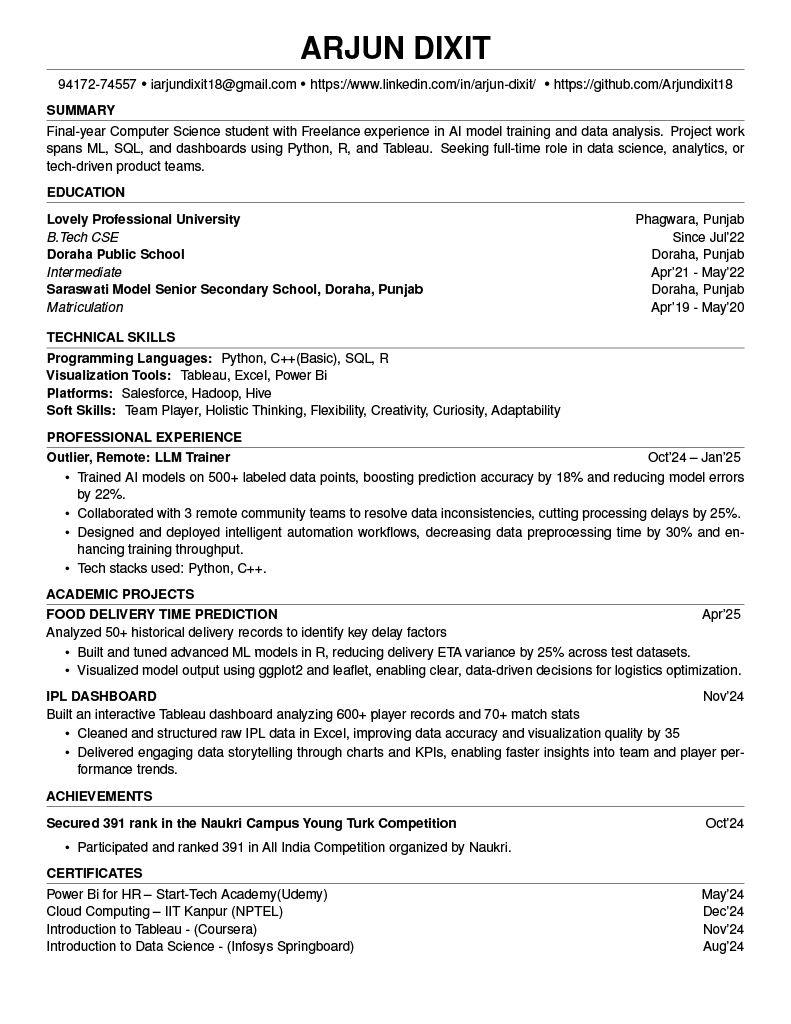 ARJUN DIXIT
94172-74557 • iarjundixit18@gmail.com • https://www.linkedin.com/in/arjun-dixit/ • https://github.com/Arjundixit18
SUMMARY
Final-year Computer Science student with Freelance experience in AI model training and data analysis. Project work
spans ML, SQL, and dashboards using Python, R, and Tableau. Seeking full-time role in data science, analytics, or
tech-driven product teams.
EDUCATION
Lovely Professional University Phagwara, Punjab
B.Tech CSE Since Jul'22
Doraha Public School Doraha, Punjab
Intermediate Apr'21 - May'22
Saraswati Model Senior Secondary School, Doraha, Punjab Doraha, Punjab
Matriculation Apr'19 - May'20
TECHNICAL SKILLS
Programming Languages: Python, C++(Basic), SQL, R
Visualization Tools: Tableau, Excel, Power Bi
Platforms: Salesforce, Hadoop, Hive
Soft Skills: Team Player, Holistic Thinking, Flexibility, Creativity, Curiosity, Adaptability
PROFESSIONAL EXPERIENCE
Outlier, Remote: LLM Trainer Oct'24 – Jan'25
• Trained AI models on 500+ labeled data points, boosting prediction accuracy by 18% and reducing model errors
by 22%.
• Collaborated with 3 remote community teams to resolve data inconsistencies, cutting processing delays by 25%.
• Designed and deployed intelligent automation workflows, decreasing data preprocessing time by 30% and en-
hancing training throughput.
• Tech stacks used: Python, C++.
ACADEMIC PROJECTS
FOOD DELIVERY TIME PREDICTION Apr'25
Analyzed 50+ historical delivery records to identify key delay factors
• Built and tuned advanced ML models in R, reducing delivery ETA variance by 25% across test datasets.
• Visualized model output using ggplot2 and leaflet, enabling clear, data-driven decisions for logistics optimization.
IPL DASHBOARD Nov'24
Built an interactive Tableau dashboard analyzing 600+ player records and 70+ match stats
• Cleaned and structured raw IPL data in Excel, improving data accuracy and visualization quality by 35
• Delivered engaging data storytelling through charts and KPIs, enabling faster insights into team and player per-
formance trends.
ACHIEVEMENTS
Secured 391 rank in the Naukri Campus Young Turk Competition Oct'24
• Participated and ranked 391 in All India Competition organized by Naukri.
CERTIFICATES
Power Bi for HR – Start-Tech Academy(Udemy) May'24
Cloud Computing – IIT Kanpur (NPTEL) Dec'24
Introduction to Tableau - (Coursera) Nov'24
Introduction to Data Science - (Infosys Springboard) Aug'24